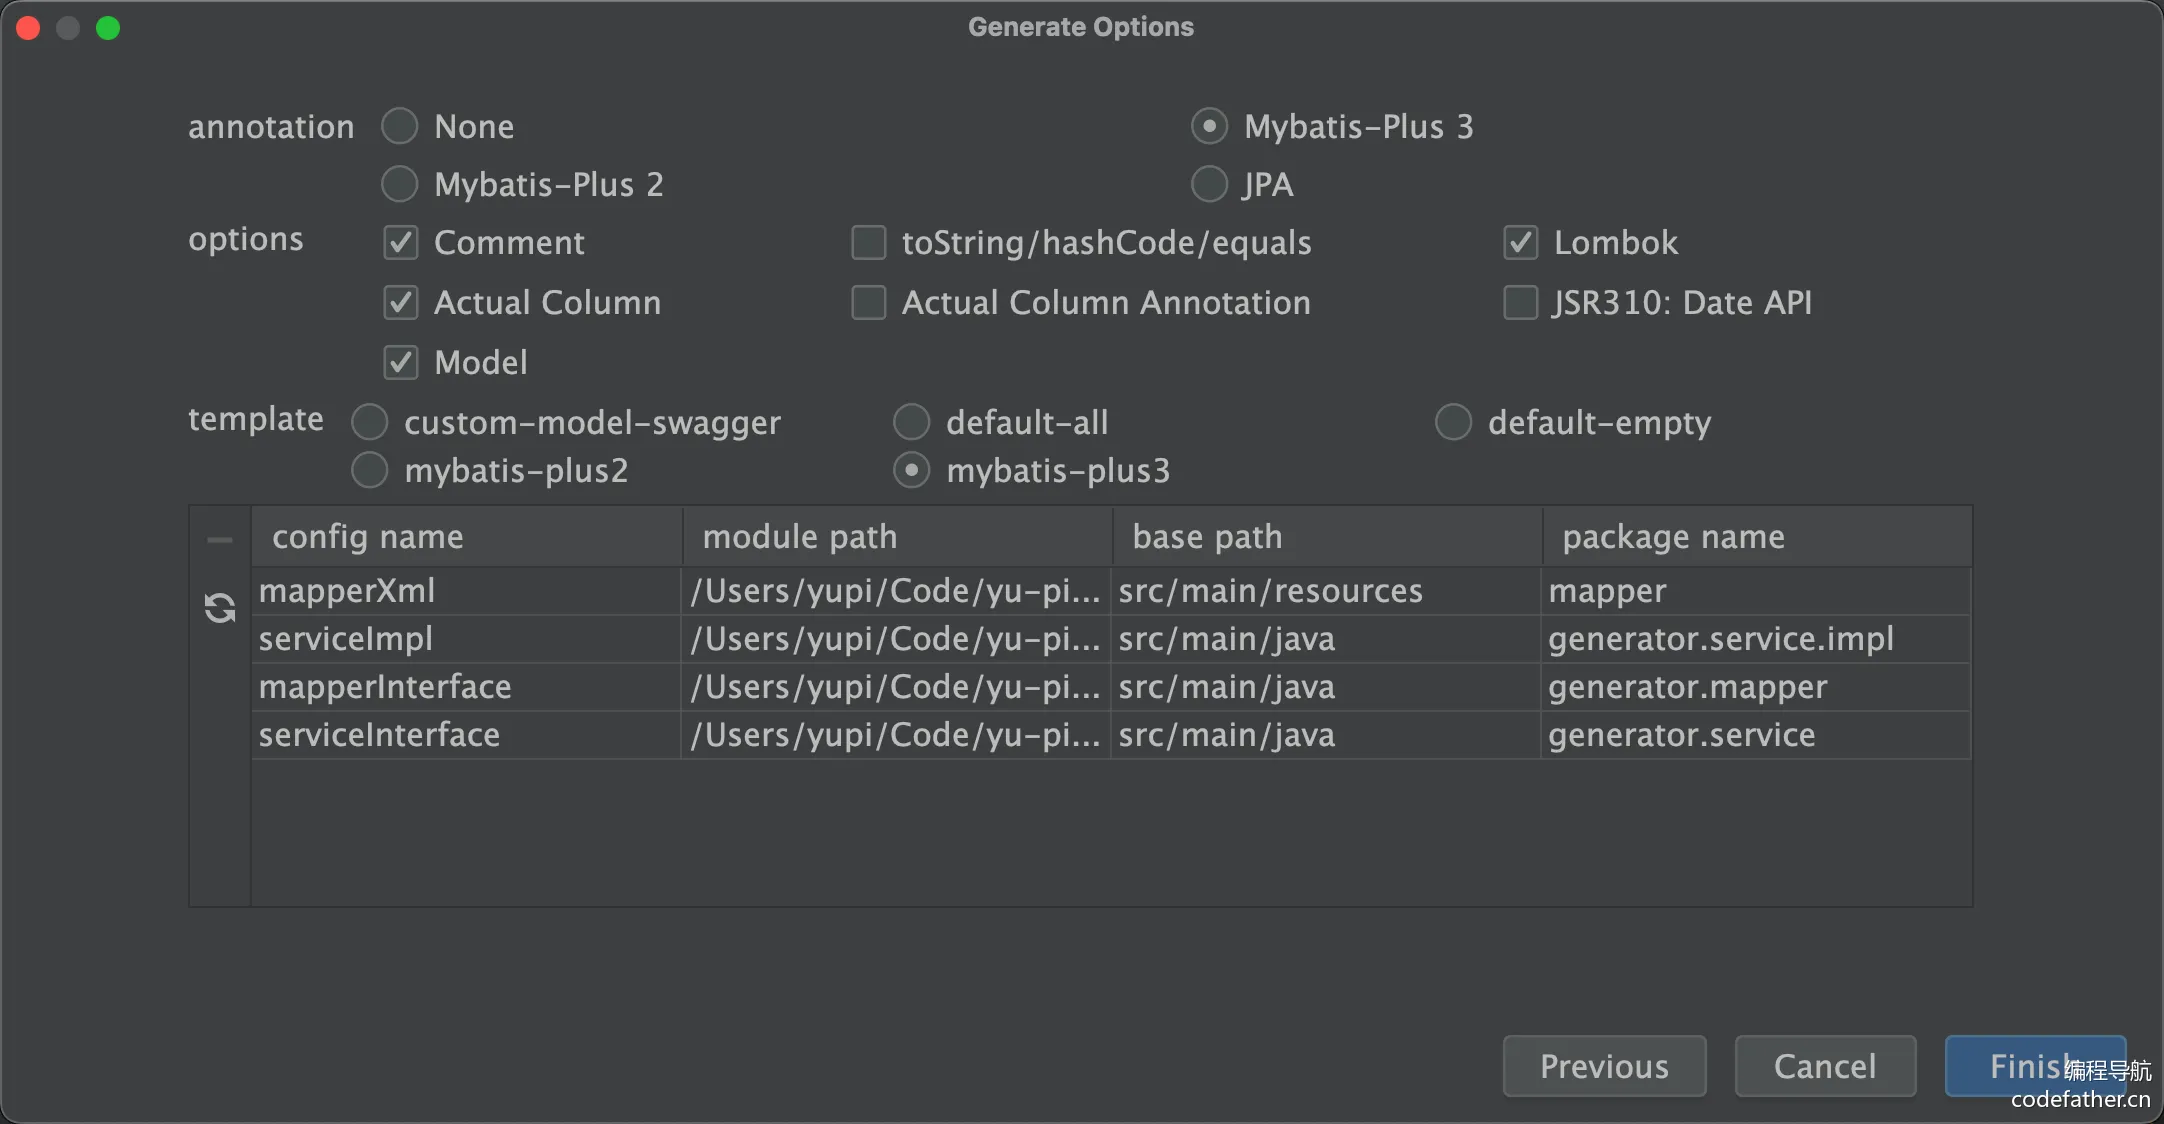 Generate Options
annotation None Mybatis-Plus 3
Mybatis-Plus 2 JPA
options Comment toString/hashCode/equals Lombok
Actual Column Actual Column Annotation JSR310: Date API
Model
template custom-model-swagger default-all default-empty
mybatis-plus2 mybatis-plus3
config name module path base path package name
mapperXml /Users/yupi/Code/yu-pi... src/main/resources mapper
serviceImpl /Users/yupi/Code/yu-pi... src/main/java generator.service.impl
mapperInterface /Users/yupi/Code/yu-pi... src/main/java generator.mapper
serviceInterface /Users/yupi/Code/yu-pi... src/main/java generator.service
Previous Cancel Finish
编程导航
codefather.cn